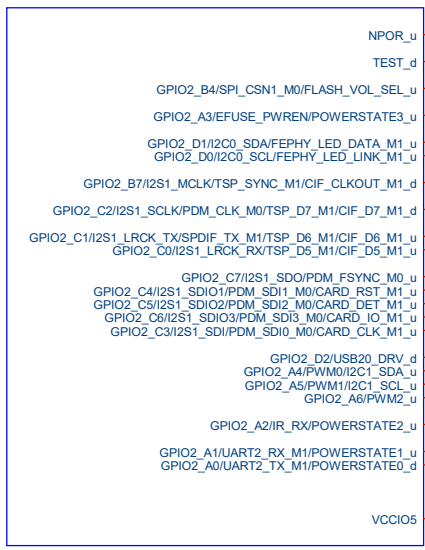 NPOR_u
TEST_d
GPIO2_B4/SPI_CSN1_M0/FLASH_VOL_SEL_u
GPIO2_A3/EFUSE_PWREN/POWERSTATE3_u
GPIO2_D1/I2C0_SDA/FEPHY_LED_DATA_M1_u
GPIO2_D0/I2C0_SCL/FEPHY_LED_LINK_M1_u
GPIO2_B7/I2S1_MCLK/TSP_SYNC_M1/CIF_CLKOUT_M1_d
GPIO2_C2/I2S1_SCLK/PDM_CLK_M0/TSP_D7_M1/CIF_D7_M1_d
GPIO2_C1/I2S1_LRCK_TX/SPDIF_TX_M1/TSP_D6_M1/CIF_D6_M1_u
GPIO2_C0/I2S1_LRCK_RX/TSP_D5_M1/CIF_D5_M1_u
GPIO2_C7/I2S1_SDO/PDM_FSYNC_M0_u
GPIO2_C4/I2S1_SDIO1/PDM_SDI1_M0/CARD_RST_M1_u
GPIO2_C5/I2S1_SDIO2/PDM_SDI2_M0/CARD_DET_M1_u
GPIO2_C6/I2S1_SDIO3/PDM_SDI3_M0/CARD_IO_M1_u
GPIO2_C3/I2S1_SDI/PDM_SDI0_M0/CARD_CLK_M1_u
GPIO2_D2/USB20_DRV_d
GPIO2_A4/PWM0/I2C1_SDA_u
GPIO2_A5/PWM1/I2C1_SCL_u
GPIO2_A6/PWM2_u
GPIO2_A2/IR_RX/POWERSTATE2_u
GPIO2_A1/UART2_RX_M1/POWERSTATE1_u
GPIO2_A0/UART2_TX_M1/POWERSTATE0_d
VCCIO5